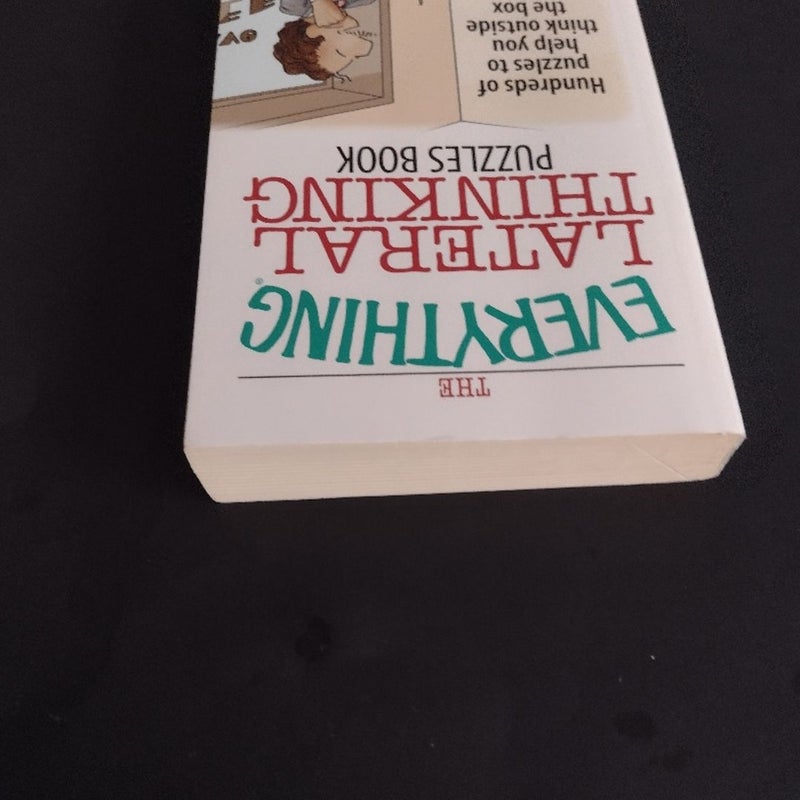 THE
EVERYTHING®
LATERAL
THINKING
PUZZLES BOOK
Hundreds of
puzzles to
help you
think outside
the box